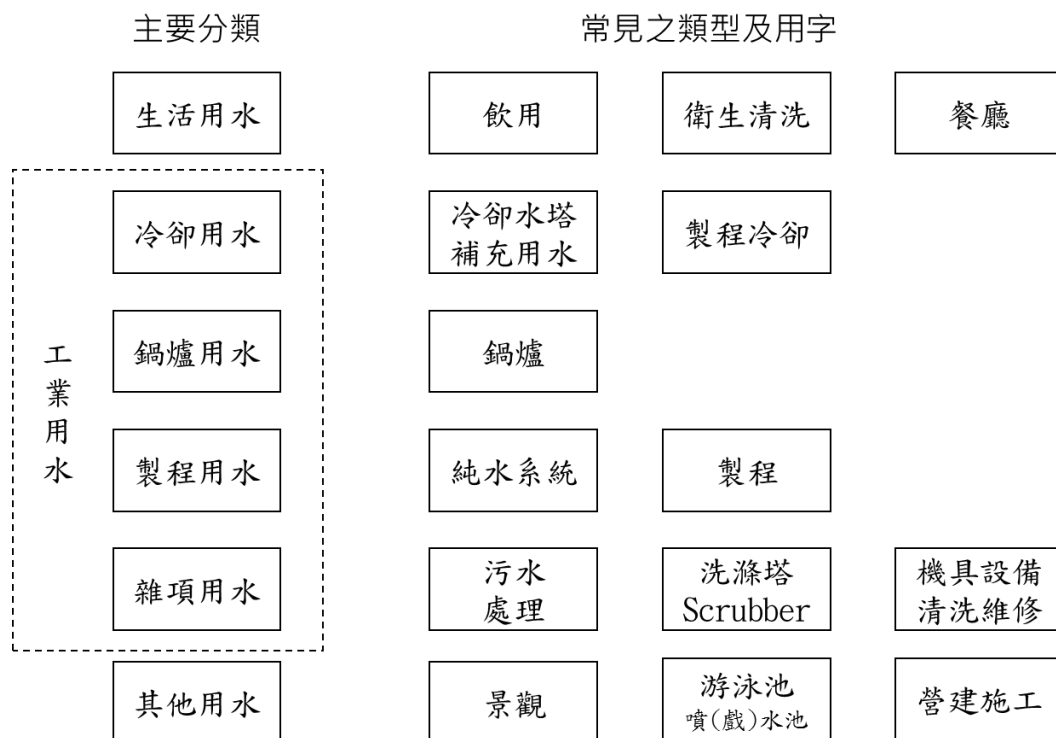 主要分類
常見之類型及用字
生活用水
飲用
衛生清洗
餐廳
冷卻用水
冷卻水塔
補充用水
製程冷卻
工業用水
鍋爐用水
鍋爐
製程用水
純水系統
製程
雜項用水
污水
處理
洗滌塔
Scrubber
機具設備
清洗維修
其他用水
景觀
游泳池
噴(戲)水池
營建施工